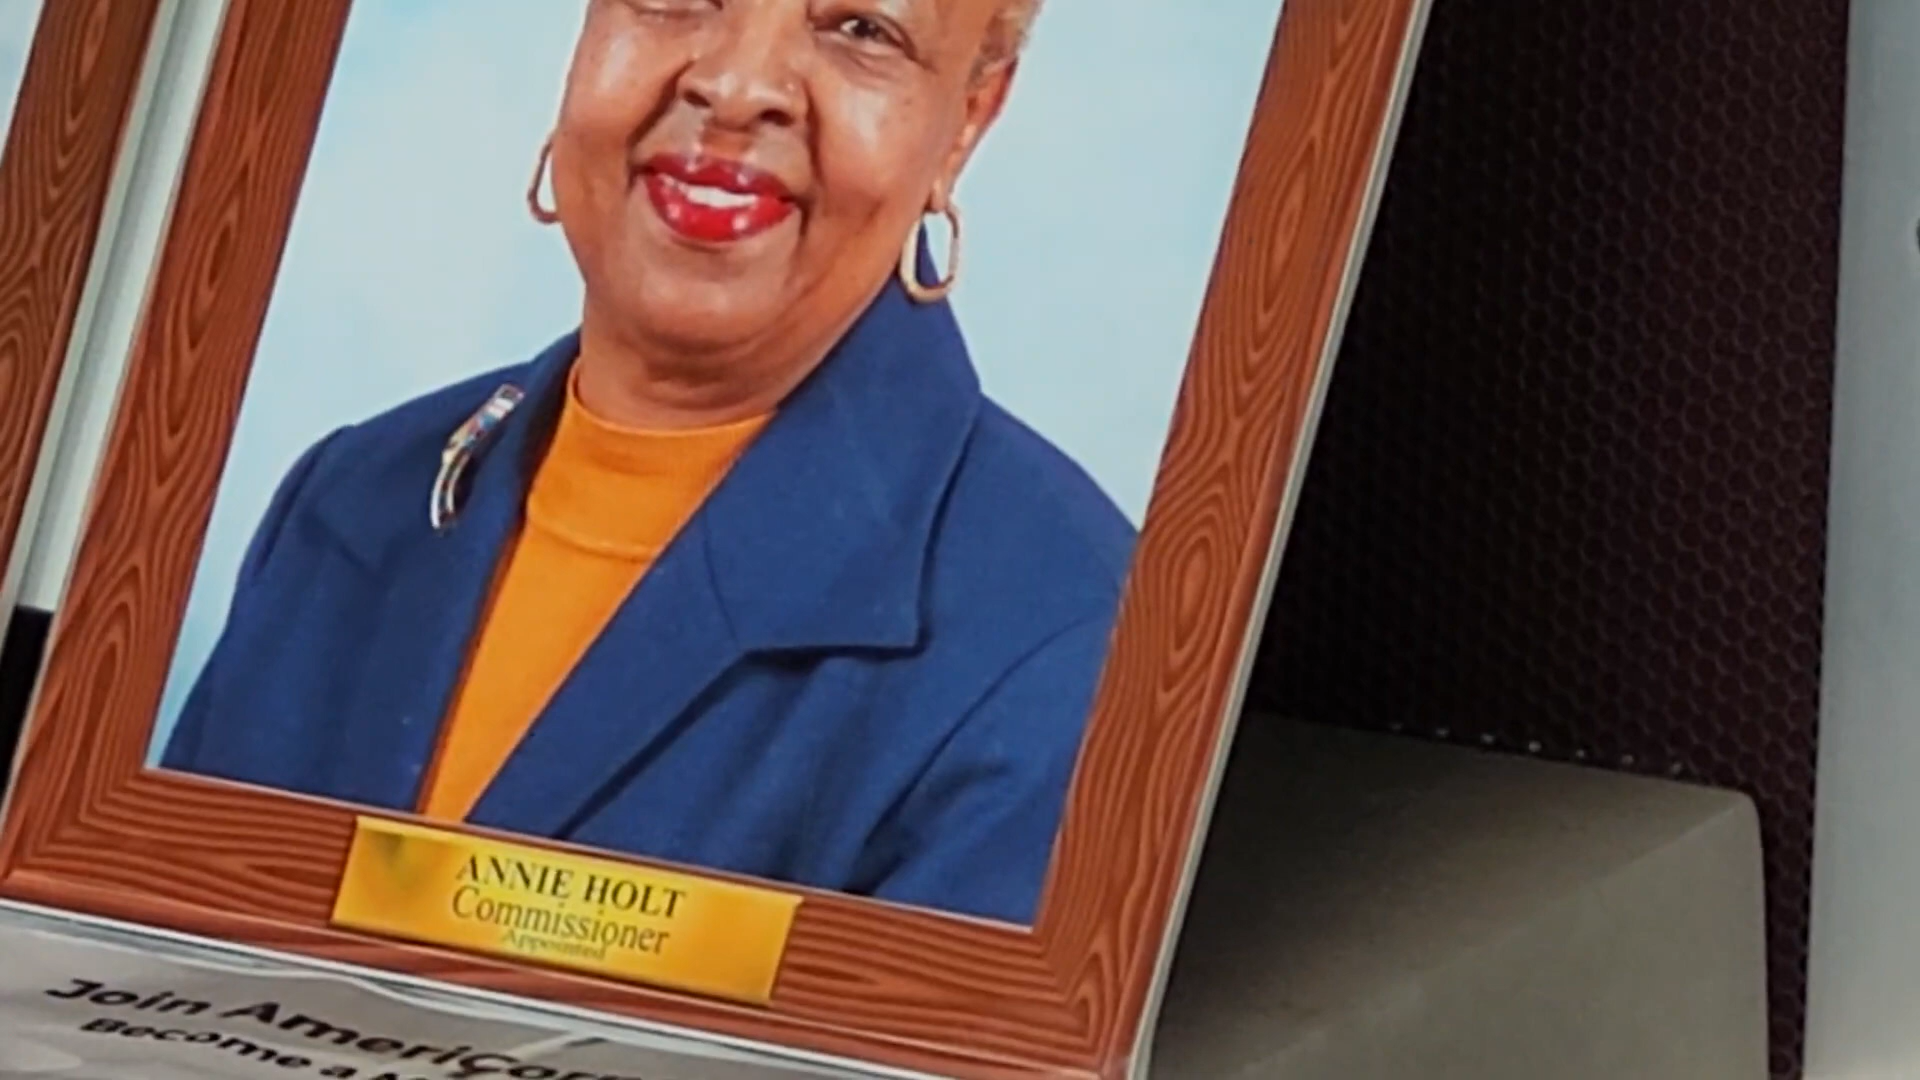 ANNIE HOLT
Commissioner
Appointed
Join AmeriCorps
Become a